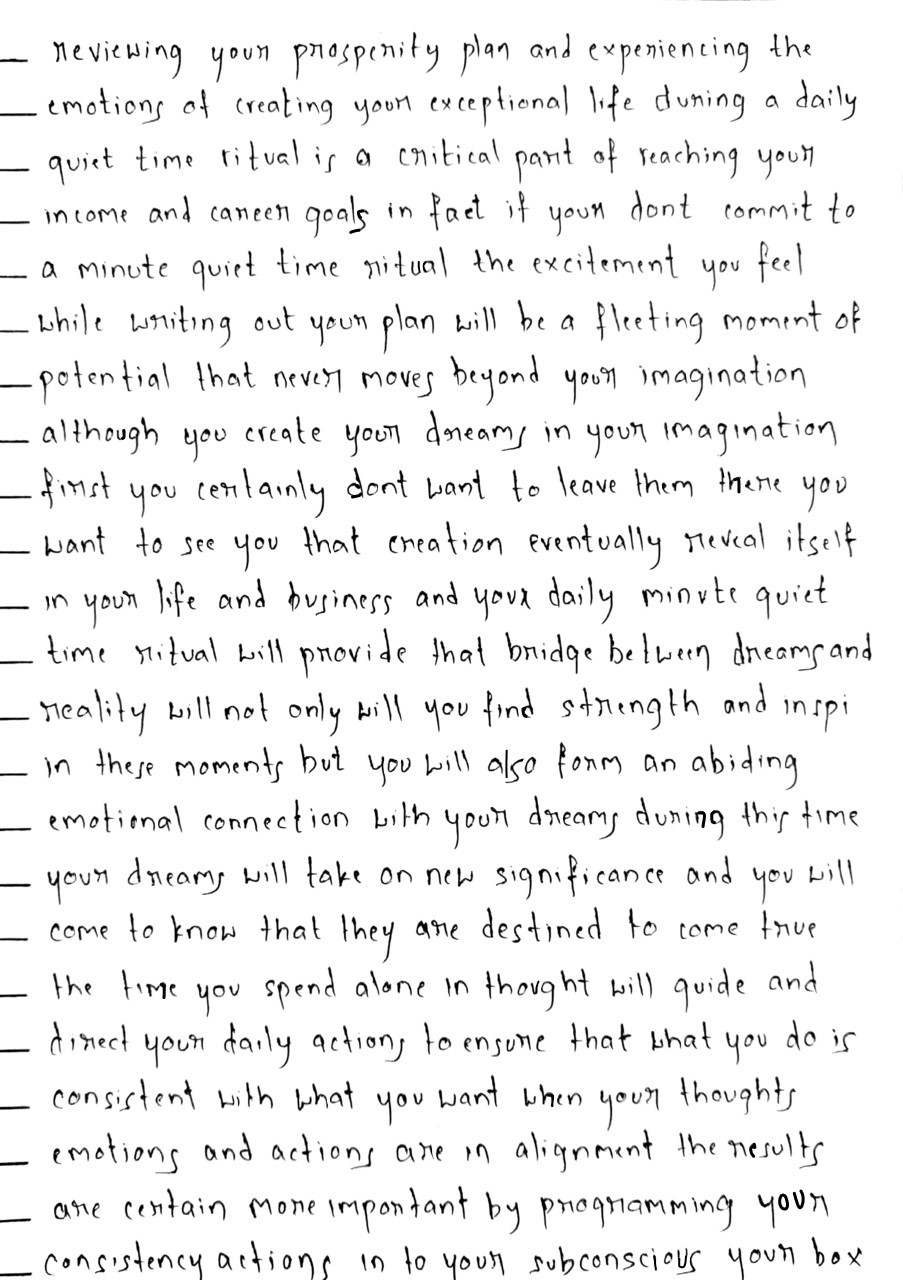 reviewing your prosperity plan and experiencing the
emotions of creating your exceptional life during a daily
quiet time ritual is a critical part of reaching your
income and career goals in fact if your dont commit to
a minute quiet time ritual the excitement you feel
while writing out your plan will be a fleeting moment of
potential that never moves beyond your imagination
although you create your dreams in your imagination
first you certainly dont want to leave them there you
want to see you that creation eventually reveal itself
in your life and business and your daily minute quiet
time ritual will provide that bridge between dreams and
reality will not only will you find strength and inspi
in these moments but you will also form an abiding
emotional connection with your dreams during this time
your dreams will take on new significance and you will
come to know that they are destined to come true
the time you spend alone in thought will guide and
direct your daily actions to ensure that what you do is
consistent with what you want when your thoughts
emotions and actions are in alignment the results
are certain more important by programming your
consistency actions in to your subconscious your box